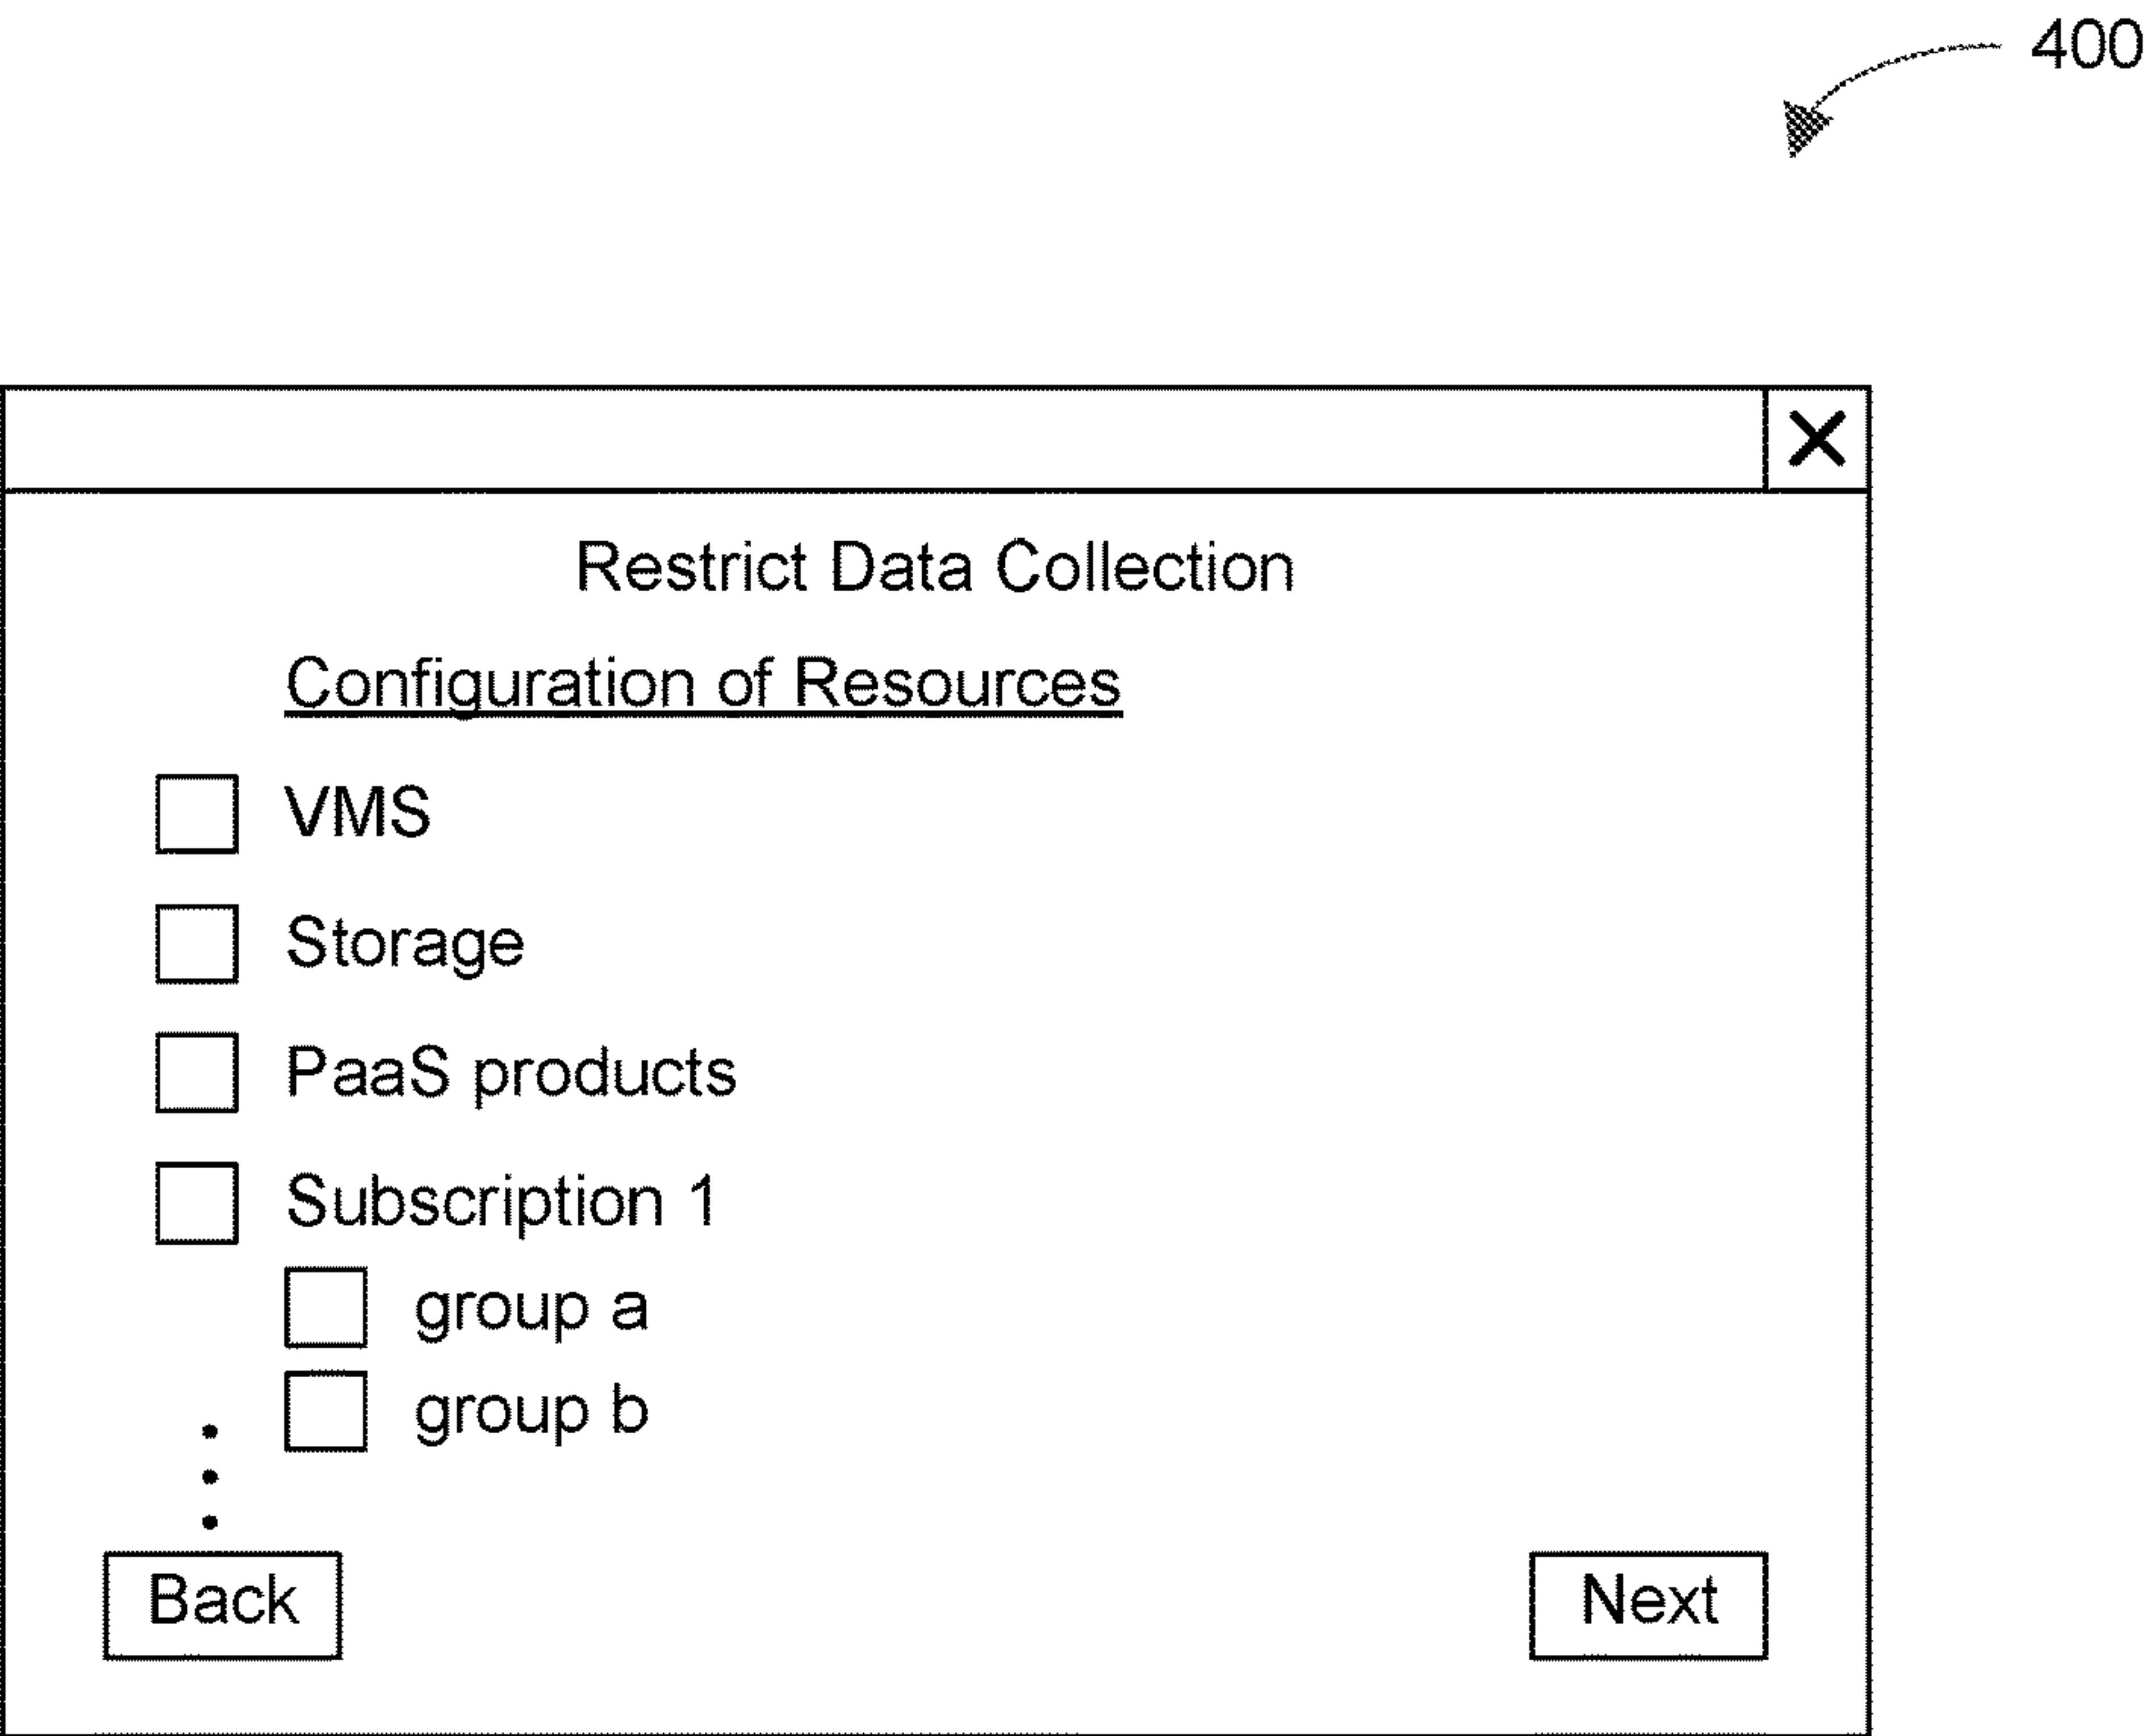 400
X
Restrict Data Collection
Configuration of Resources
VMS
Storage
PaaS products
Subscription 1
group a
group b
Back
Next